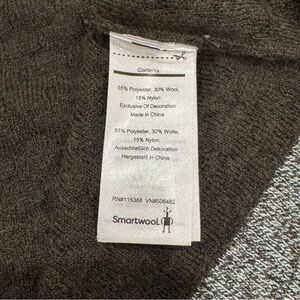 Contents:
55% Polyester, 30% Wool,
15% Nylon
Exclusive Of Decoration
Made in China
55% Polyester, 30% Wolle,
15% Nylon
Ausschließlich Dekoration
Hergestellt in China
RN#116388 VN#506482
Smartwool